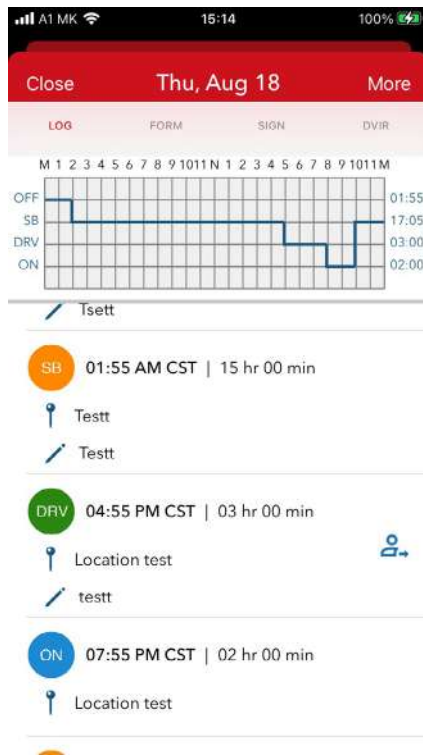 A1 MK 15:14 100%
Close Thu, Aug 18 More
LOG FORM SIGN DVIR
M 1 2 3 4 5 6 7 8 9 10 11 N 1 2 3 4 5 6 7 8 9 10 11 M
OFF 01:55
SB 17:05
DRV 03:00
ON 02:00
Tsett
SB 01:55 AM CST | 15 hr 00 min
Testt
Testt
DRV 04:55 PM CST | 03 hr 00 min
Location test
testt
ON 07:55 PM CST | 02 hr 00 min
Location test